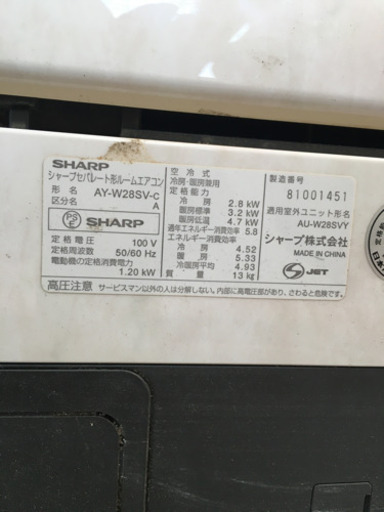 SHARP
シャープセパレート形ルームエアコン
形 名 AY-W28SV-C
区分名 A
PS E SHARP
定格電圧 100 V
定格周波数 50/60 Hz
電動機の定格消費電力
1.20 kW
空冷式
冷房・暖房兼用
定格能力
冷房 2.8 kW
暖房標準 3.2 kW
暖房低温 4.7 kW
通年エネルギー消費効率 5.8
エネルギー消費効率
冷房 4.52
暖房 5.33
冷暖房平均 4.93
質量 13 kg
製造番号
81001451
適用室外ユニット形名
AU-W28SVY
シャープ株式会社
MADE IN CHINA
JET
高圧注意 サービスマン以外の人は分解しない。内部に高電圧部があり、さわると危険です。